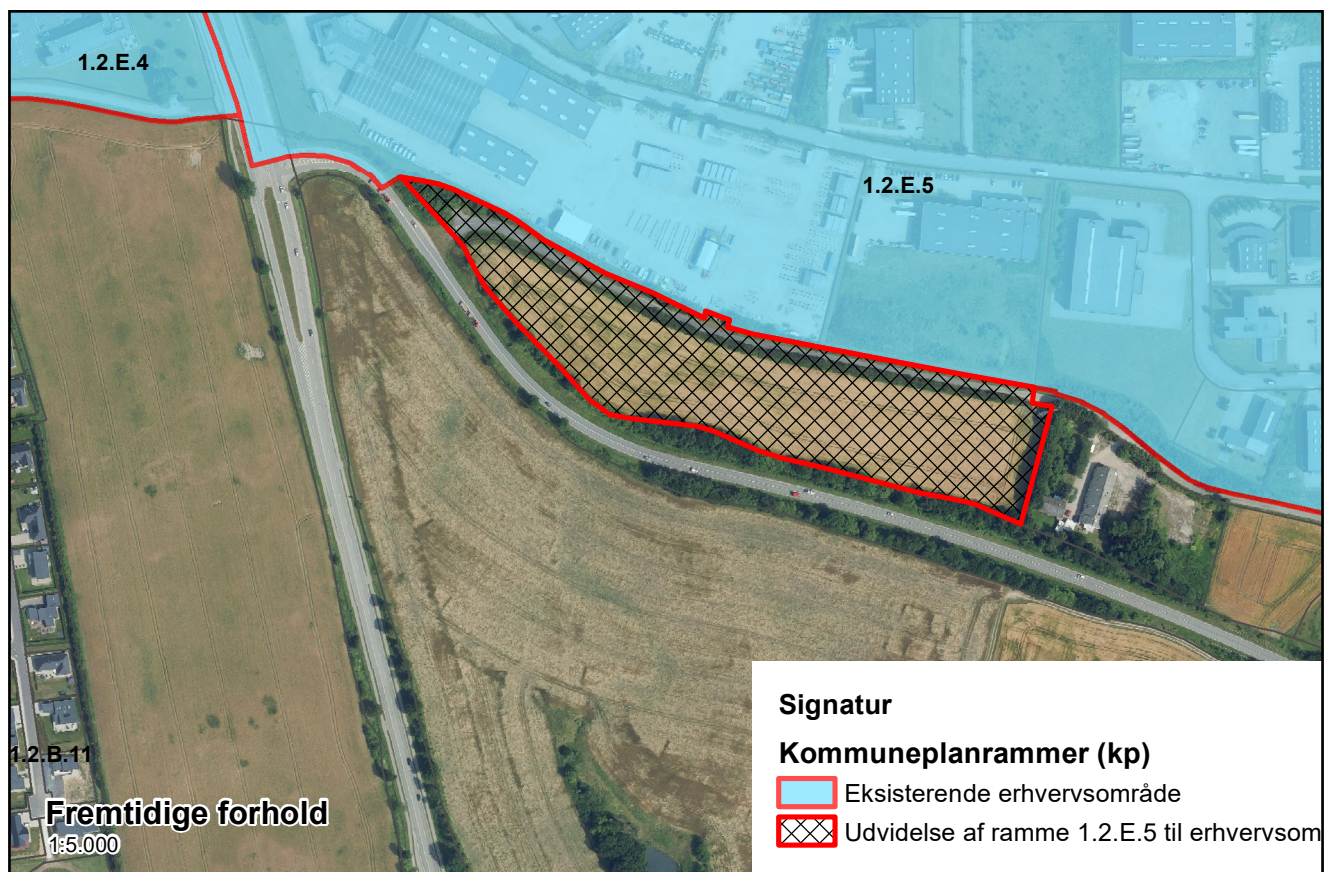 1.2.E.4
1.2.E.5
1.2.B.11
Fremtidige forhold
1:5.000
Signatur
Kommuneplanrammer (kp)
Eksisterende erhvervsområde
Udvidelse af ramme 1.2.E.5 til erhvervsom